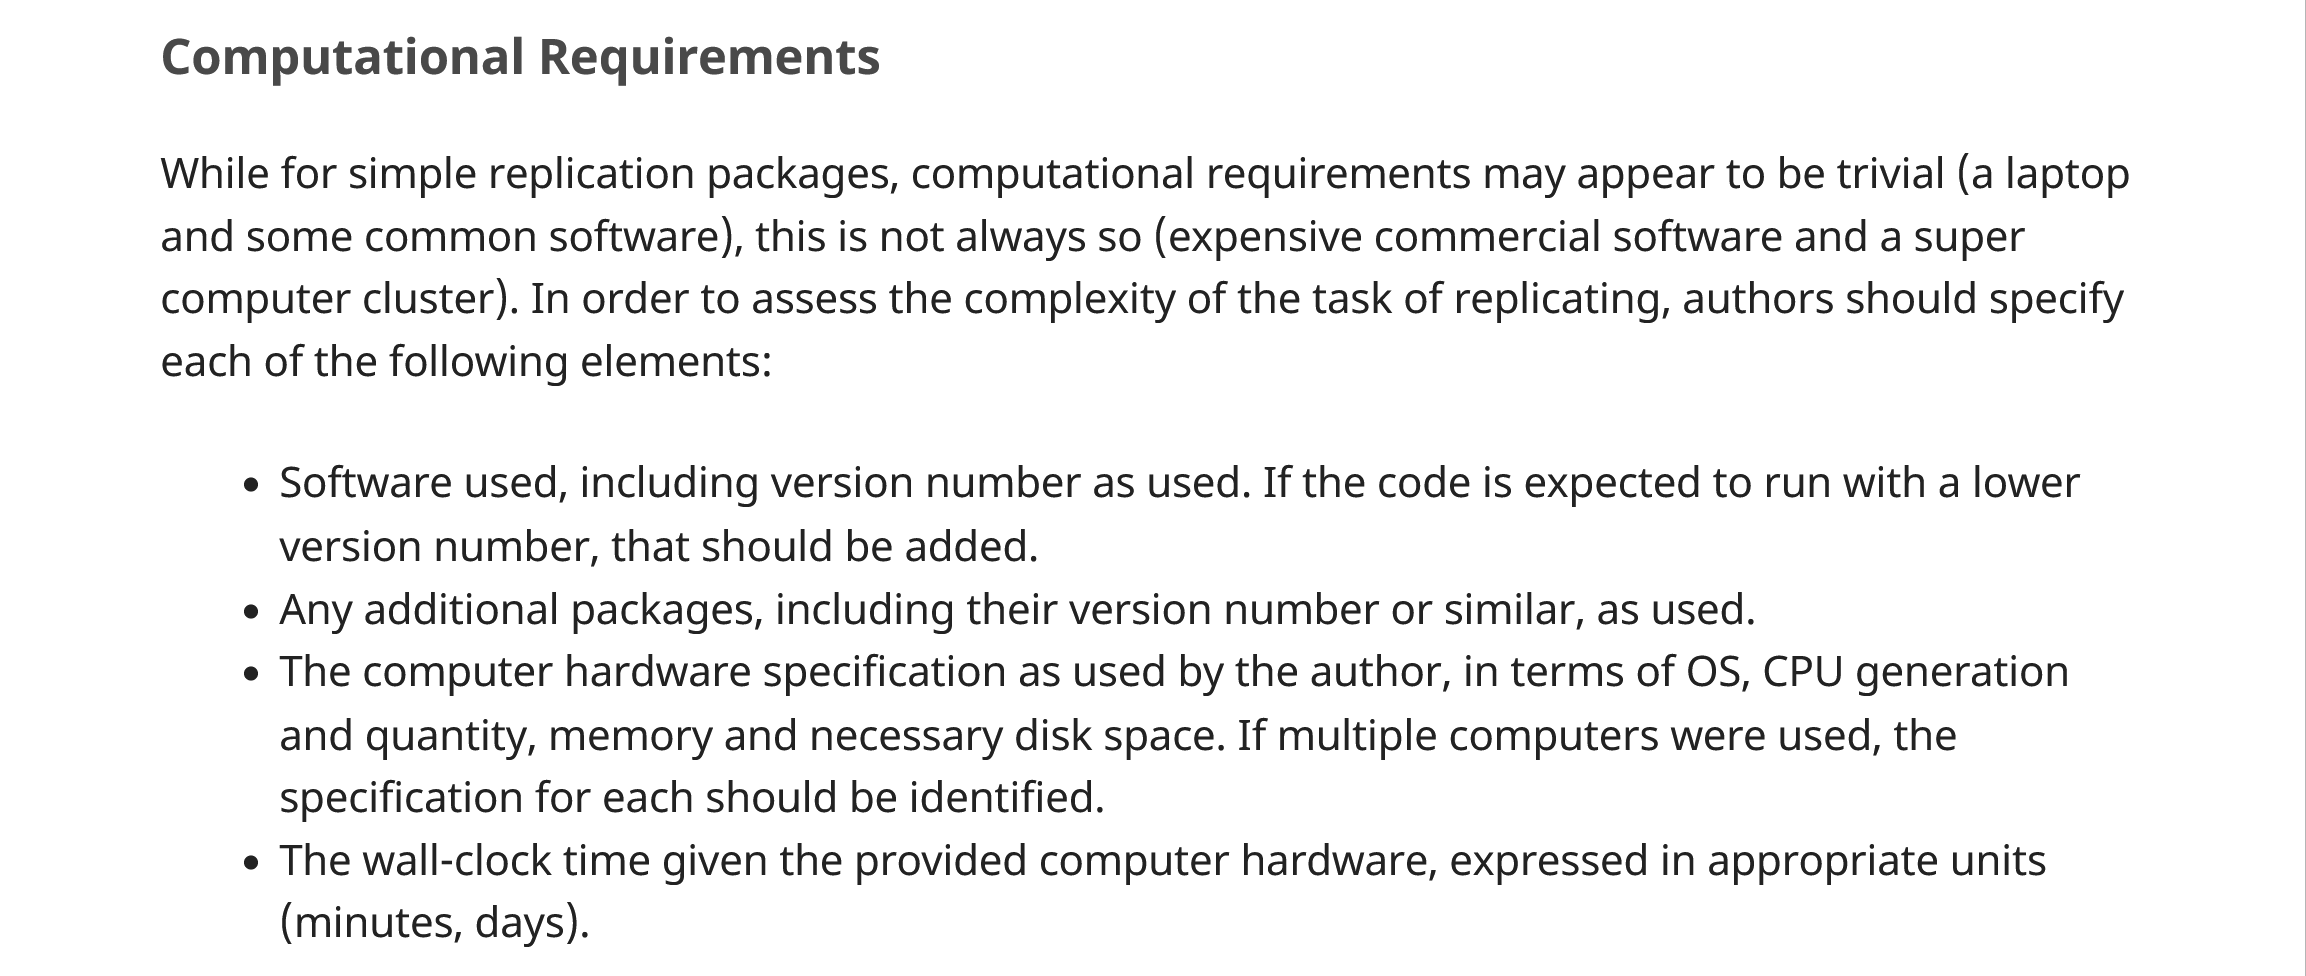 Computational Requirements
While for simple replication packages, computational requirements may appear to be trivial (a laptop
and some common software), this is not always so (expensive commercial software and a super
computer cluster). In order to assess the complexity of the task of replicating, authors should specify
each of the following elements:
• Software used, including version number as used. If the code is expected to run with a lower
version number, that should be added.
• Any additional packages, including their version number or similar, as used.
• The computer hardware specification as used by the author, in terms of OS, CPU generation
and quantity, memory and necessary disk space. If multiple computers were used, the
specification for each should be identified.
• The wall-clock time given the provided computer hardware, expressed in appropriate units
(minutes, days).